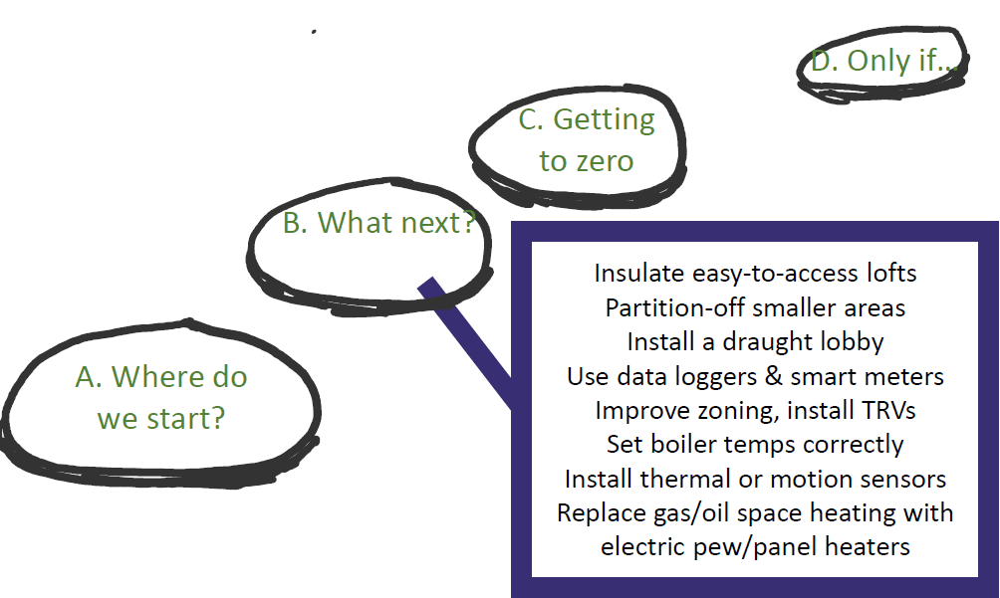 D. Only if...
C. Getting
to zero
B. What next?
A. Where do
we start?
Insulate easy-to-access lofts
Partition-off smaller areas
Install a draught lobby
Use data loggers & smart meters
Improve zoning, install TRVs
Set boiler temps correctly
Install thermal or motion sensors
Replace gas/oil space heating with
electric pew/panel heaters